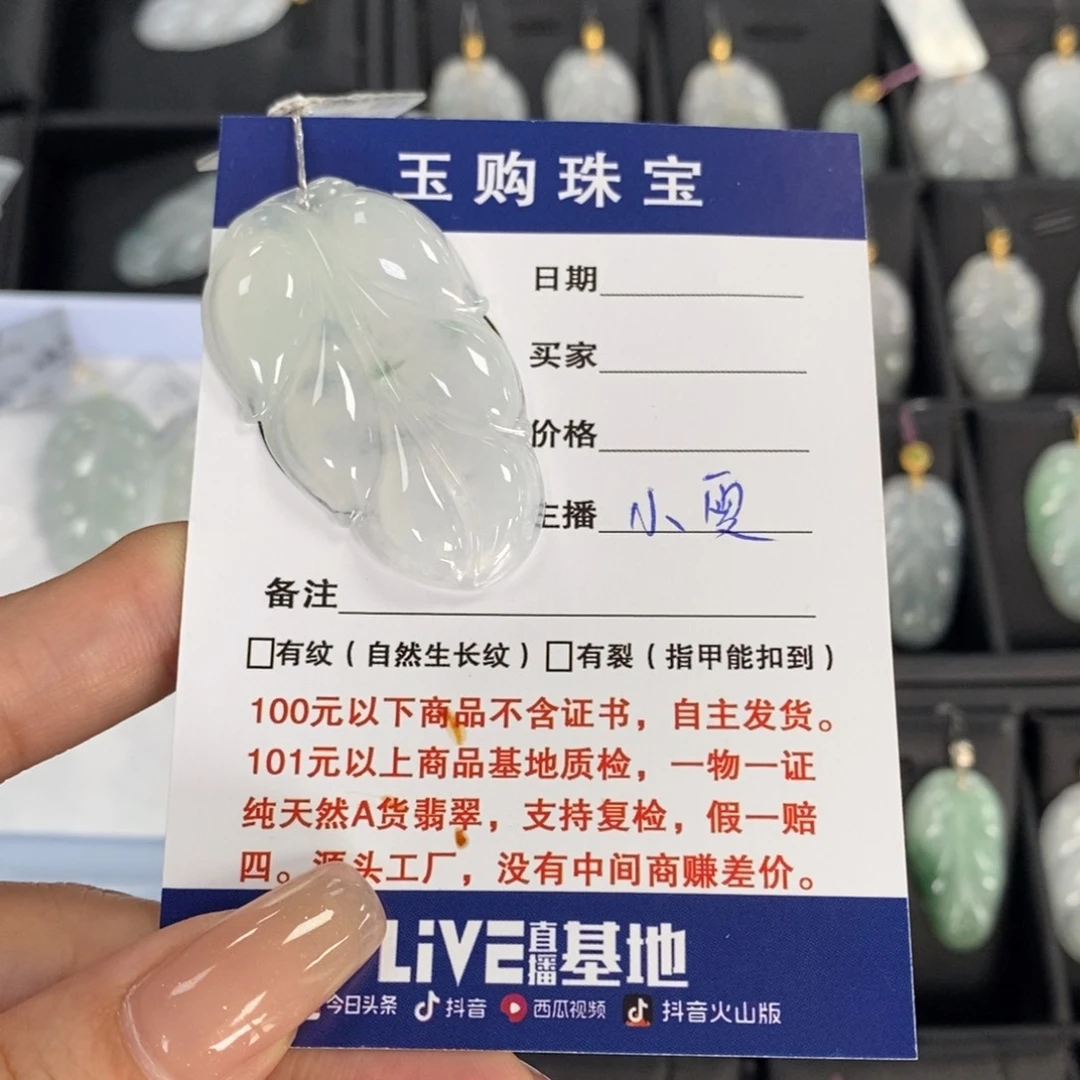 玉购珠宝
日期
买家
价格
主播 小夏
备注
□有纹（自然生长纹）□有裂（指甲能扣到）
100元以下商品不含证书，自主发货。
101元以上商品基地质检，一物一证
纯天然A货翡翠，支持复检，假一赔
四。源头工厂，没有中间商赚差价。
LiVE直播基地
今日头条 抖音 西瓜视频 抖音火山版